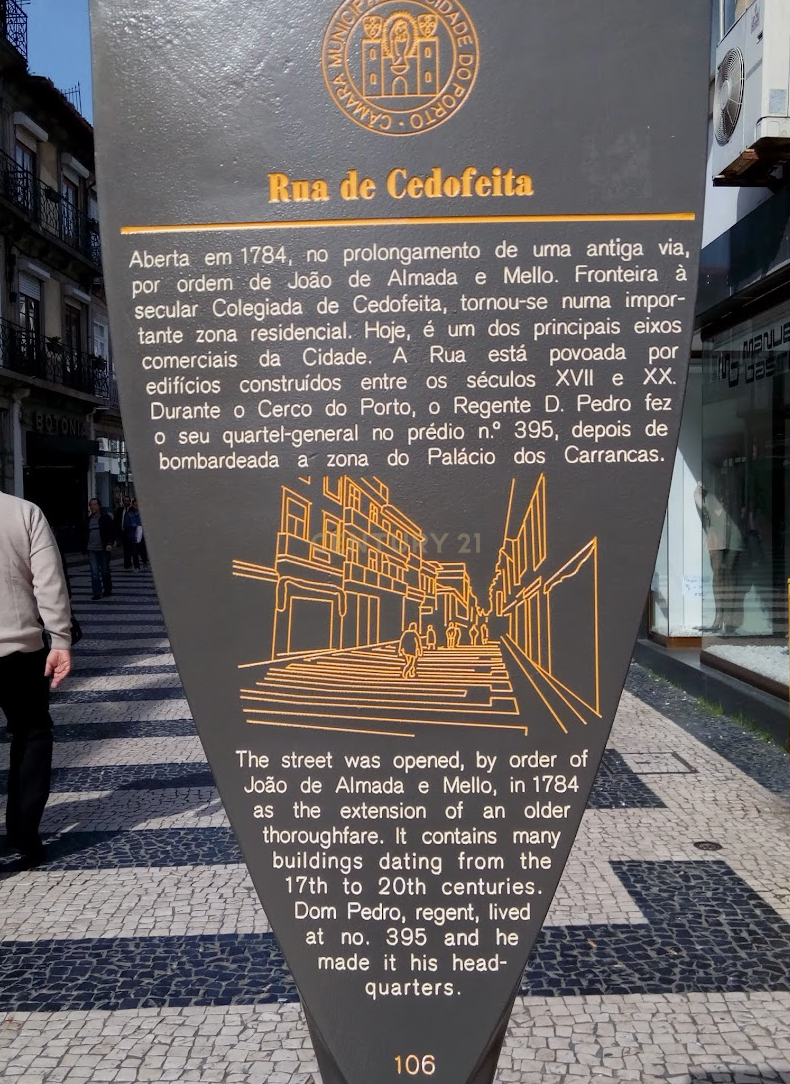 CÂMARA MUNICIPAL CIDADE DO PORTO
Rua de Cedofeita
Aberta em 1784, no prolongamento de uma antiga via,
por ordem de João de Almada e Mello. Fronteira à
secular Colegiada de Cedofeita, tornou-se numa impor-
tante zona residencial. Hoje, é um dos principais eixos
comerciais da Cidade. A Rua está povoada por
edifícios construídos entre os séculos XVII e XX.
Durante o Cerco do Porto, o Regente D. Pedro fez
o seu quartel-general no prédio n.º 395, depois de
bombardeada a zona do Palácio dos Carrancas.
CENTURY 21
The street was opened, by order of
João de Almada e Mello, in 1784
as the extension of an older
thoroughfare. It contains many
buildings dating from the
17th to 20th centuries.
Dom Pedro, regent, lived
at no. 395 and he
made it his head-
quarters.
106